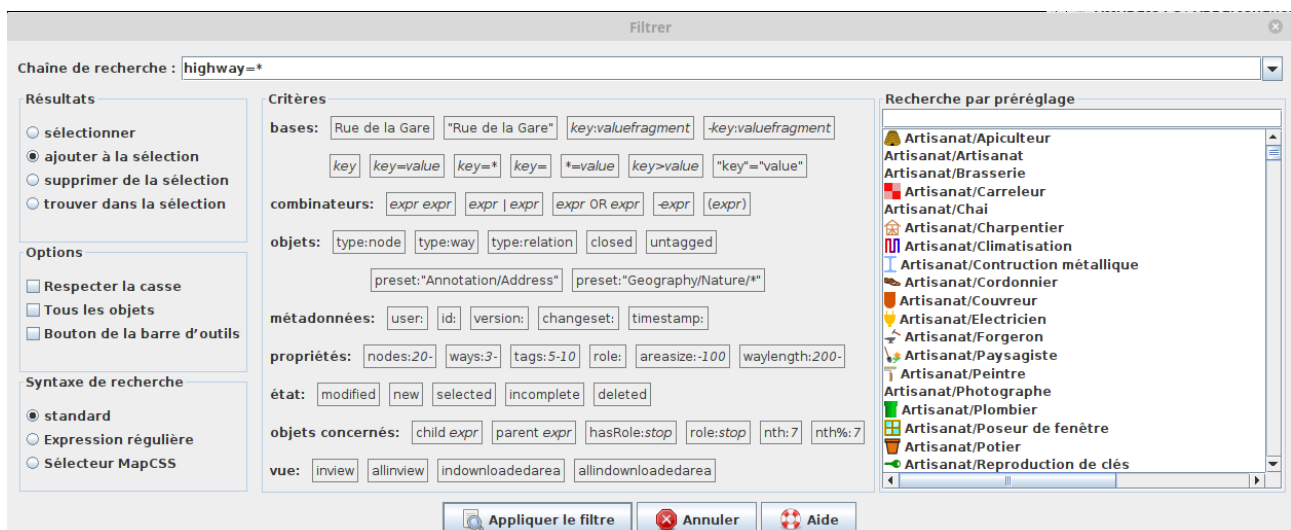 Filtrer
Chaîne de recherche : highway=*
Résultats
sélectionner
ajouter à la sélection
supprimer de la sélection
trouver dans la sélection
Options
Respecter la casse
Tous les objets
Bouton de la barre d’outils
Syntaxe de recherche
standard
Expression régulière
Sélecteur MapCSS
Critères
bases: Rue de la Gare "Rue de la Gare" key:valuefragment -key:valuefragment
key key=value key=* key= *=value key>value "key"="value"
combinateurs: expr expr expr | expr expr OR expr -expr (expr)
objets: type:node type:way type:relation closed untagged
preset:"Annotation/Address" preset:"Geography/Nature/*"
métadonnées: user: id: version: changeset: timestamp:
propriétés: nodes:20- ways:3- tags:5-10 role: areasize:-100 waylength:200-
état: modified new selected incomplete deleted
objets concernés: child expr parent expr hasRole:stop role:stop nth:7 nth%:7
vue: inview allinview indownloadedarea allindownloadedarea
Recherche par préréglage
Artisanat/Apiculteur
Artisanat/Artisanat
Artisanat/Brasserie
Artisanat/Carreleur
Artisanat/Chai
Artisanat/Charpentier
Artisanat/Climatisation
Artisanat/Contruction métallique
Artisanat/Cordonnier
Artisanat/Couvreur
Artisanat/Electricien
Artisanat/Forgeron
Artisanat/Paysagiste
Artisanat/Peintre
Artisanat/Photographe
Artisanat/Plombier
Artisanat/Poseur de fenêtre
Artisanat/Potier
Artisanat/Reproduction de clés
Appliquer le filtre Annuler Aide